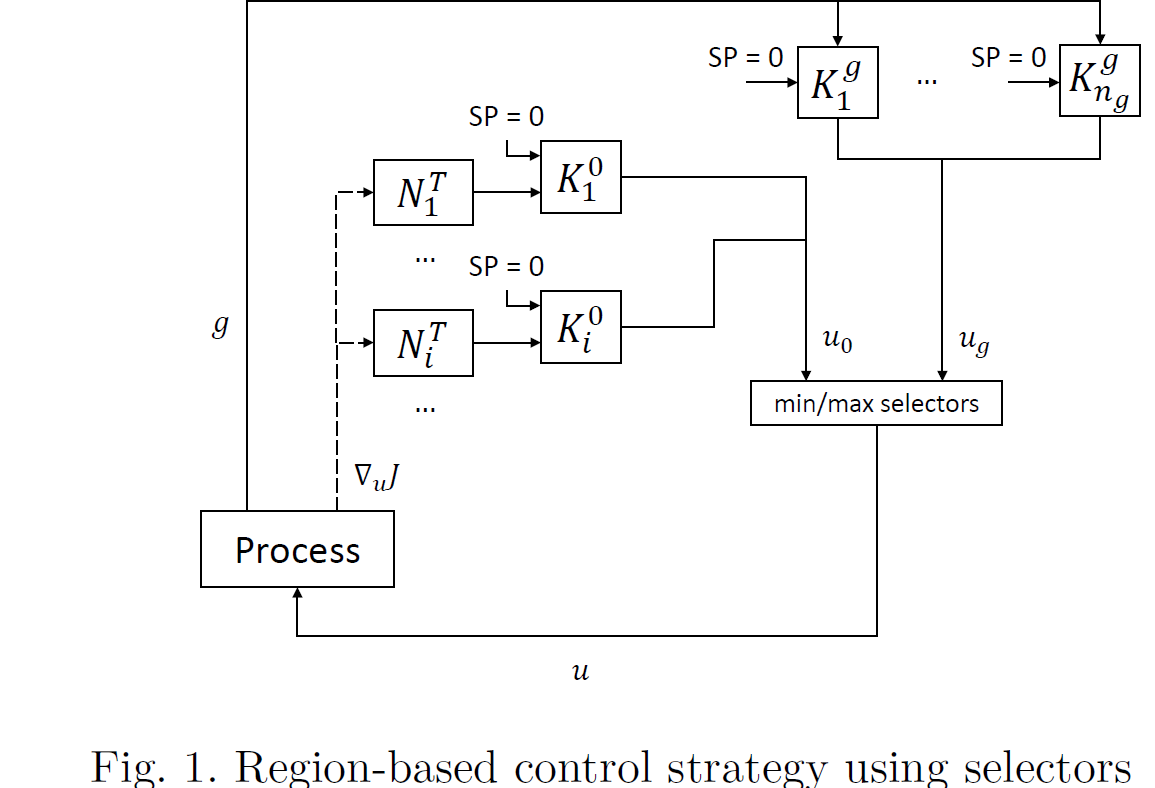 SP = 0
K_1^g
...
SP = 0
K_{n_g}^g
SP = 0
N_1^T
K_1^0
...
SP = 0
g
N_i^T
K_i^0
u_0
u_g
...
min/max selectors
∇_uJ
Process
u
Fig. 1. Region-based control strategy using selectors